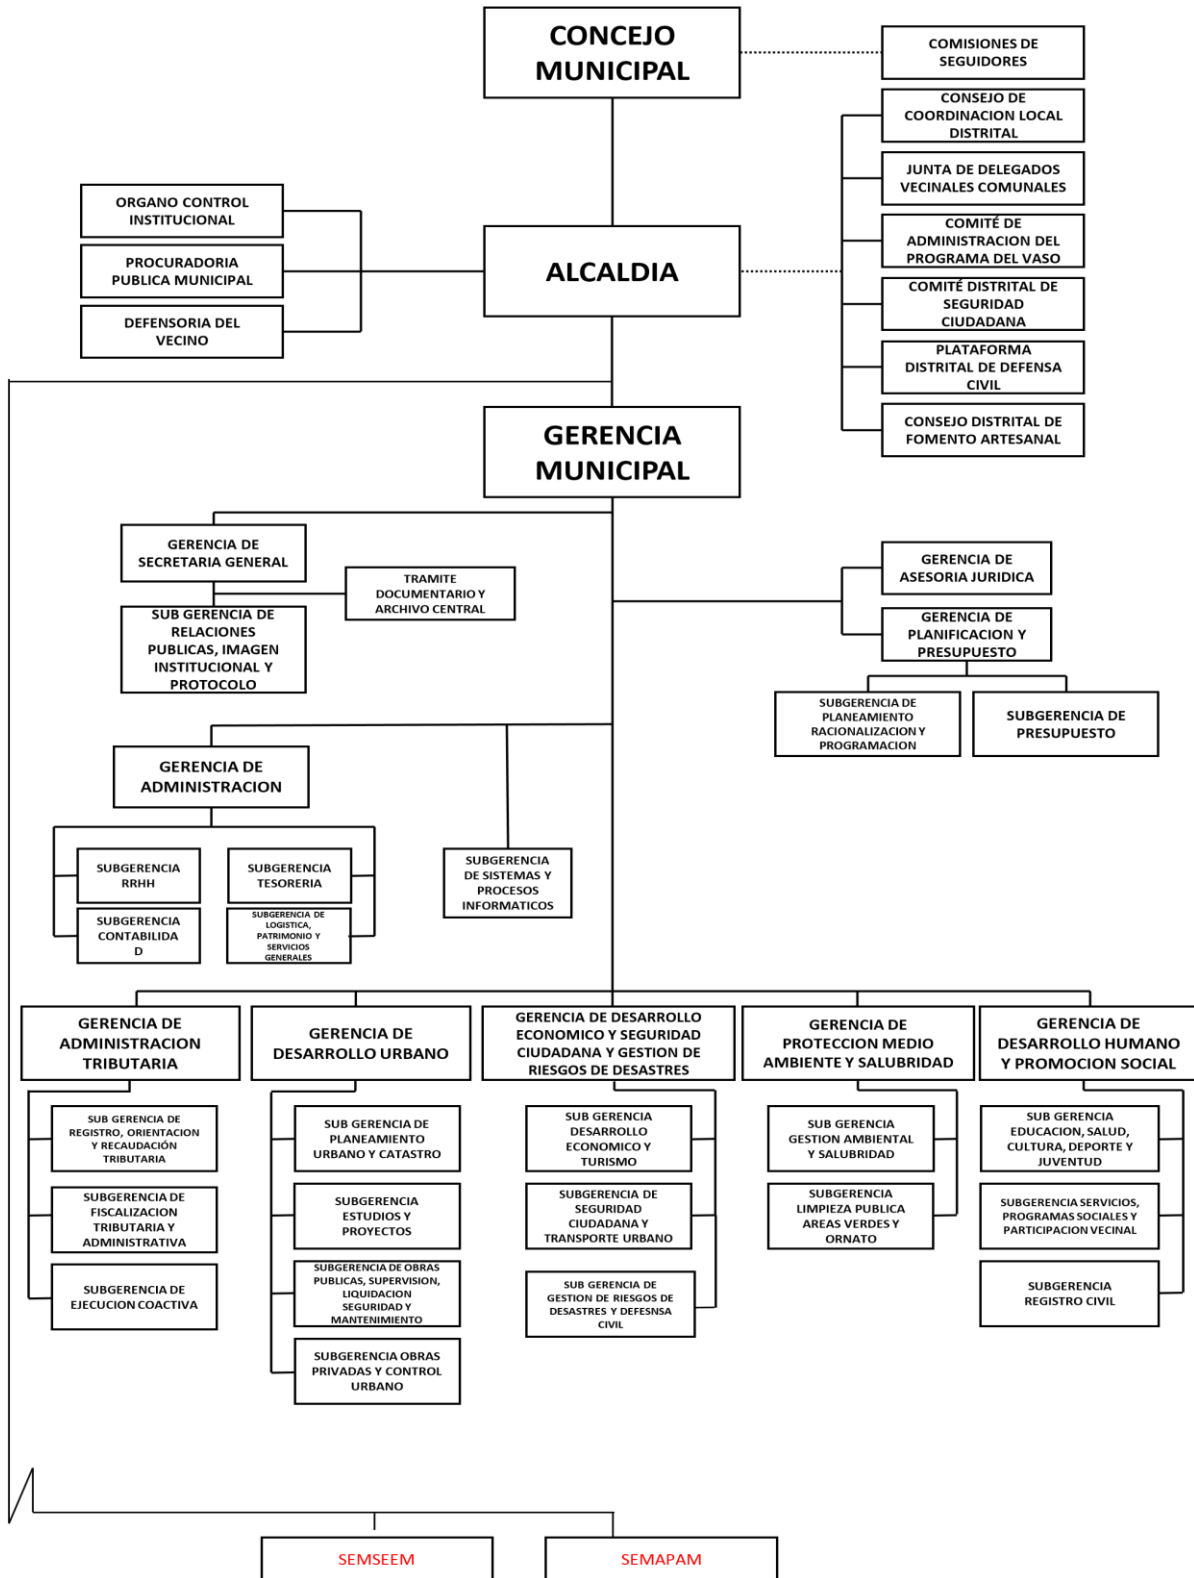 CONCEJO
MUNICIPAL
COMISIONES DE
SEGUIDORES
CONSEJO DE
COORDINACION LOCAL
DISTRITAL
JUNTA DE DELEGADOS
VECINALES COMUNALES
COMITÉ DE
ADMINISTRACION DEL
PROGRAMA DEL VASO
COMITÉ DISTRITAL DE
SEGURIDAD
CIUDADANA
PLATAFORMA
DISTRITAL DE DEFENSA
CIVIL
CONSEJO DISTRITAL DE
FOMENTO ARTESANAL
ORGANO CONTROL
INSTITUCIONAL
PROCURADORIA
PUBLICA MUNICIPAL
DEFENSORIA DEL
VECINO
ALCALDIA
GERENCIA
MUNICIPAL
GERENCIA DE
SECRETARIA GENERAL
TRAMITE
DOCUMENTARIO Y
ARCHIVO CENTRAL
SUB GERENCIA DE
RELACIONES
PUBLICAS, IMAGEN
INSTITUCIONAL Y
PROTOCOLO
GERENCIA DE
ASESORIA JURIDICA
GERENCIA DE
PLANIFICACION Y
PRESUPUESTO
SUBGERENCIA DE
PLANEAMIENTO
RACIONALIZACION Y
PROGRAMACION
SUBGERENCIA DE
PRESUPUESTO
GERENCIA DE
ADMINISTRACION
SUBGERENCIA
RRHH
SUBGERENCIA
TESORERIA
SUBGERENCIA
CONTABILIDA
D
SUBGERENCIA DE
LOGISTICA,
PATRIMONIO Y
SERVICIOS
GENERALES
SUBGERENCIA
DE SISTEMAS Y
PROCESOS
INFORMATICOS
GERENCIA DE
ADMINISTRACION
TRIBUTARIA
SUB GERENCIA DE
REGISTRO, ORIENTACION
Y RECAUDACIÓN
TRIBUTARIA
SUBGERENCIA DE
FISCALIZACION
TRIBUTARIA Y
ADMINISTRATIVA
SUBGERENCIA DE
EJECUCION COACTIVA
GERENCIA DE
DESARROLLO URBANO
SUB GERENCIA DE
PLANEAMIENTO
URBANO Y CATASTRO
SUBGERENCIA
ESTUDIOS Y
PROYECTOS
SUBGERENCIA DE OBRAS
PUBLICAS, SUPERVISION,
LIQUIDACION
SEGURIDAD Y
MANTENIMIENTO
SUBGERENCIA OBRAS
PRIVADAS Y CONTROL
URBANO
GERENCIA DE DESARROLLO
ECONOMICO Y SEGURIDAD
CIUDADANA Y GESTION DE
RIESGOS DE DESASTRES
SUB GERENCIA
DESARROLLO
ECONOMICO Y
TURISMO
SUBGERENCIA DE
SEGURIDAD
CIUDADANA Y
TRANSPORTE URBANO
SUB GERENCIA DE
GESTION DE RIESGOS DE
DESASTRES Y DEFESNSA
CIVIL
GERENCIA DE
PROTECCION MEDIO
AMBIENTE Y SALUBRIDAD
SUB GERENCIA
GESTION AMBIENTAL
Y SALUBRIDAD
SUBGERENCIA
LIMPIEZA PUBLICA
AREAS VERDES Y
ORNATO
GERENCIA DE
DESARROLLO HUMANO
Y PROMOCION SOCIAL
SUB GERENCIA
EDUCACION, SALUD,
CULTURA, DEPORTE Y
JUVENTUD
SUBGERENCIA SERVICIOS,
PROGRAMAS SOCIALES Y
PARTICIPACION VECINAL
SUBGERENCIA
REGISTRO CIVIL
SEMSEEM
SEMAPAM